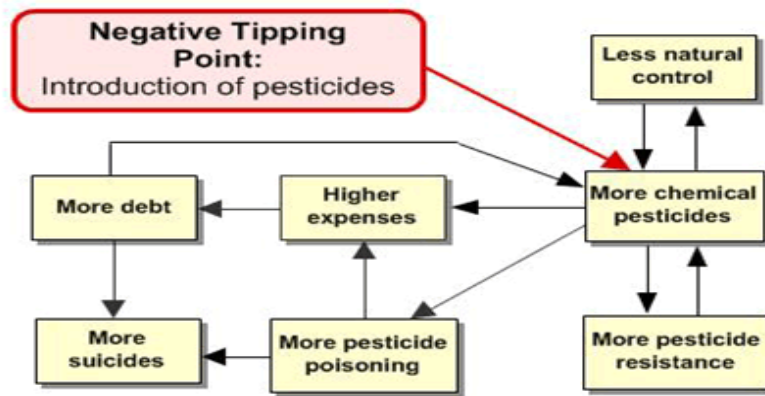 Negative Tipping
Point:
Introduction of pesticides
Less natural
control
More debt
Higher
expenses
More chemical
pesticides
More
suicides
More pesticide
poisoning
More pesticide
resistance